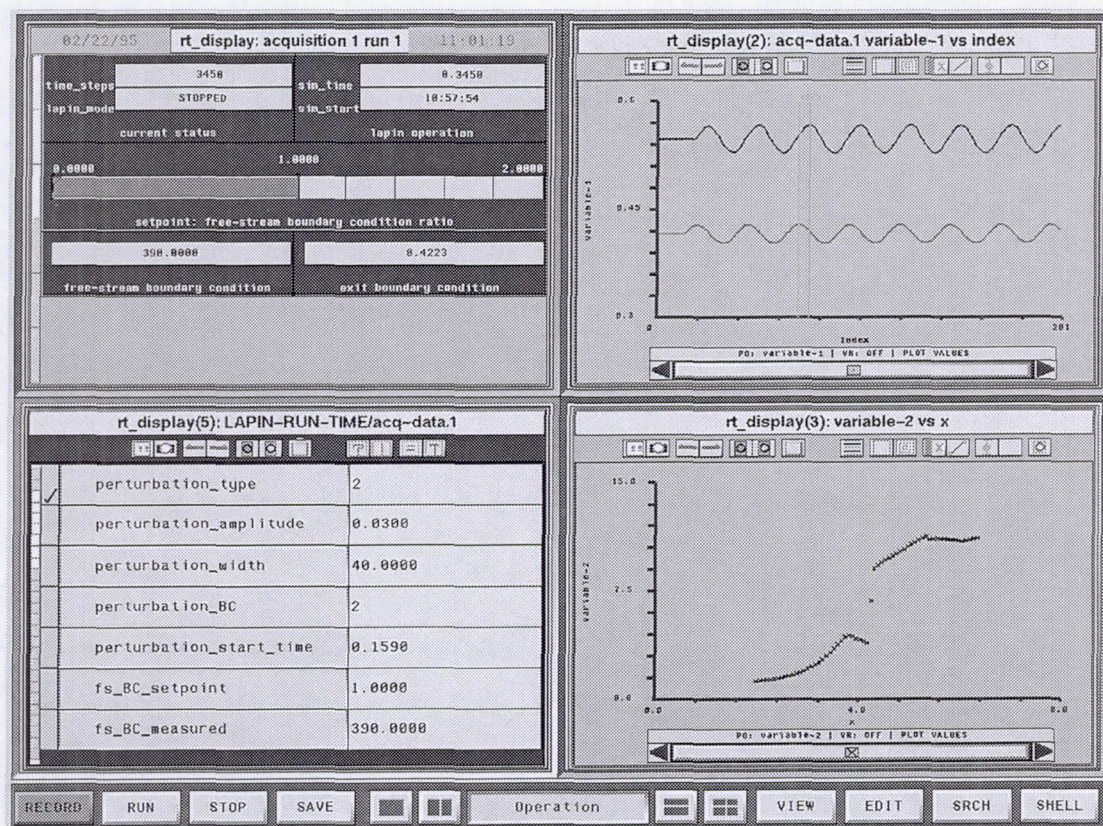 02/22/95 rt_display: acquisition 1 run 1 11:01:19
time_steps 3450 sim_time 0.3450
lapin_mode STOPPED sim_start 10:57:54
current status lapin operation
0.0000 1.0000 2.0000
setpoint: free-stream boundary condition ratio
390.0000 0.4223
free-stream boundary condition exit boundary condition
rt_display(2): acq-data.1 variable-1 vs index
0.6
0.45
0.3
Variable-1
0 201
Index
PO: variable-1 | VR: OFF | PLOT VALUES
rt_display(5): LAPIN-RUN-TIME/acq-data.1
perturbation_type 2
perturbation_amplitude 0.0300
perturbation_width 40.0000
perturbation_BC 2
perturbation_start_time 0.1590
fs_BC_setpoint 1.0000
fs_BC_measured 390.0000
rt_display(3): variable-2 vs x
15.0
7.5
0.0
Variable-2
0.0 4.0 8.0
x
PO: variable-2 | VR: OFF | PLOT VALUES
RECORD RUN STOP SAVE Operation VIEW EDIT SRCH SHELL